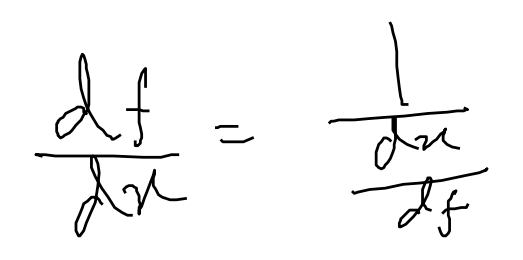 df/dx = 1/(dx/df)